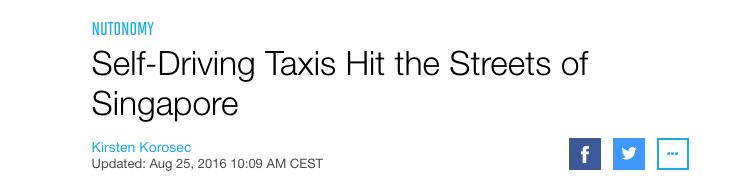 NUTONOMY
Self-Driving Taxis Hit the Streets of
Singapore
Kirsten Korosec
Updated: Aug 25, 2016 10:09 AM CEST